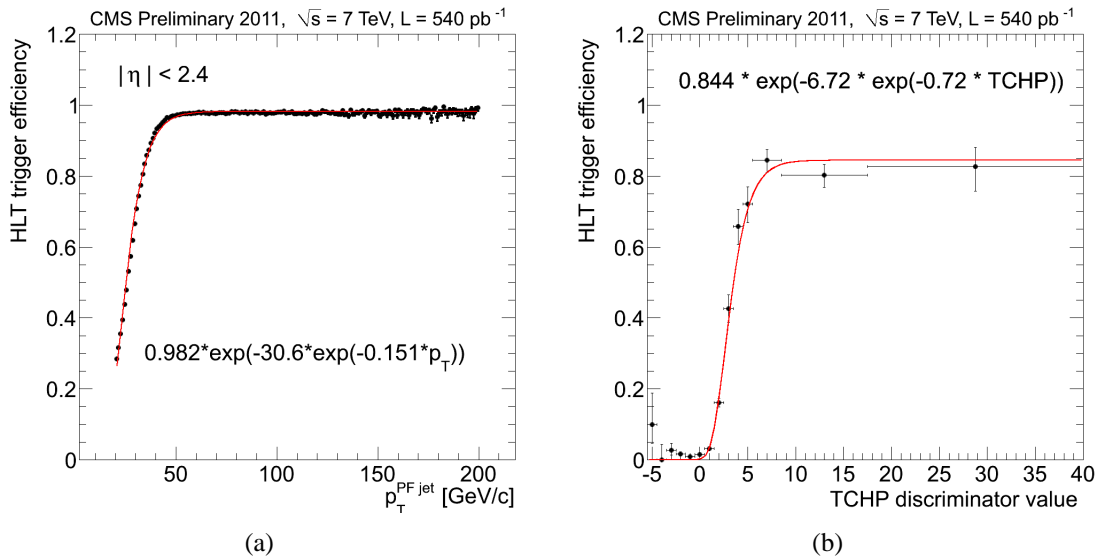 CMS Preliminary 2011, √s = 7 TeV, L = 540 pb⁻¹
HLT trigger efficiency
1.2
1
0.8
0.6
0.4
0.2
0
|η| < 2.4
0.982*exp(-30.6*exp(-0.151*p_T))
50
100
150
200
p_T^PF jet [GeV/c]
(a)
CMS Preliminary 2011, √s = 7 TeV, L = 540 pb⁻¹
HLT trigger efficiency
1.2
1
0.8
0.6
0.4
0.2
0
0.844 * exp(-6.72 * exp(-0.72 * TCHP))
-5
0
5
10
15
20
25
30
35
40
TCHP discriminator value
(b)